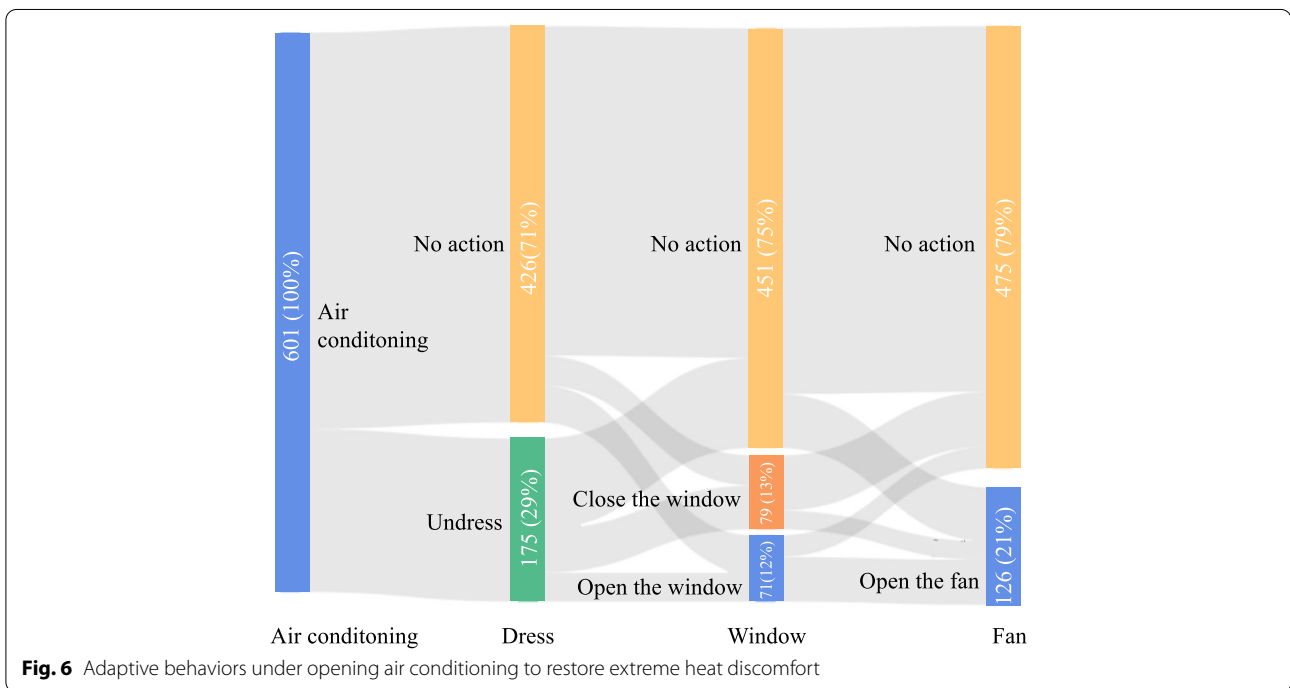 426(71%)
451 (75%)
475 (79%)
No action
No action
No action
601 (100%)
Air
conditoning
175 (29%)
Undress
Close the window
79 (13%)
Open the window
71(12%)
Open the fan
126 (21%)
Air conditoning
Dress
Window
Fan
Fig. 6 Adaptive behaviors under opening air conditioning to restore extreme heat discomfort